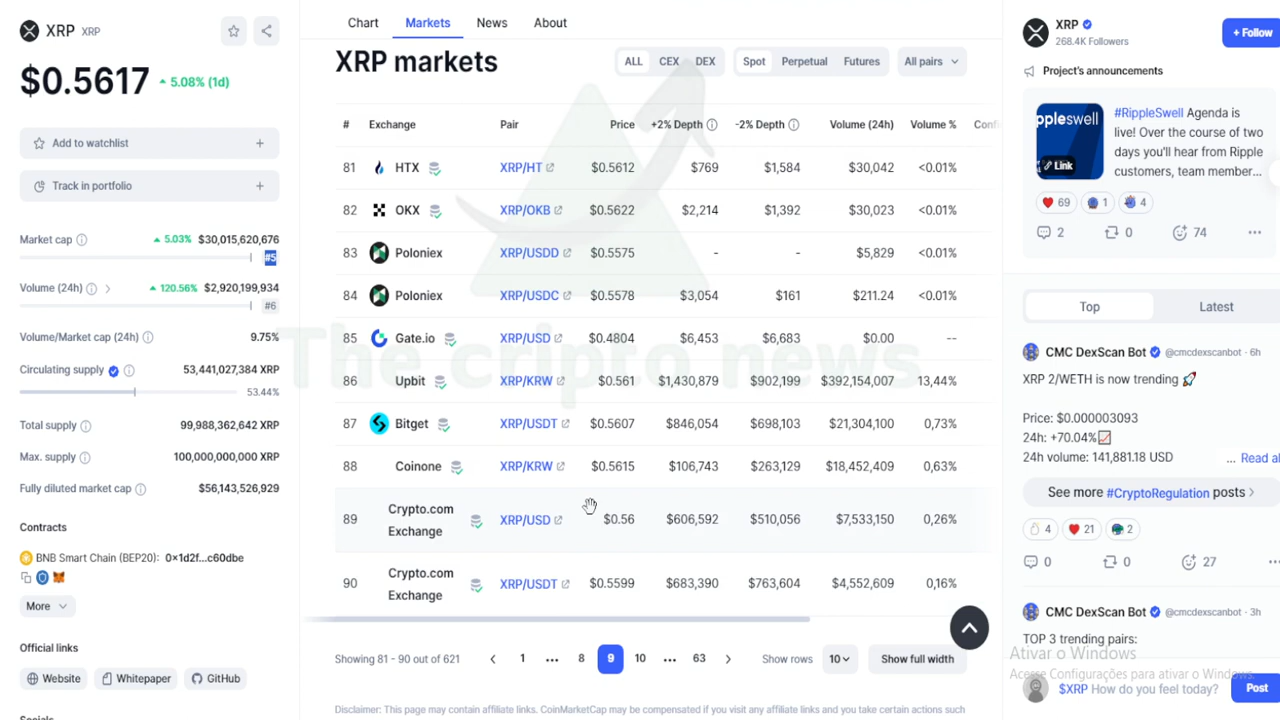 XRP XRP
$0.5617 5.08% (1d)
Add to watchlist +
Track in portfolio +
Market cap 5.03% $30,015,620,676
#5
Volume (24h) 120.56% $2,920,199,934
#6
Volume/Market cap (24h) 9.75%
Circulating supply 53,441,027,384 XRP
53.44%
Total supply 99,988,362,642 XRP
Max. supply 100,000,000,000 XRP
Fully diluted market cap $56,143,526,929
Contracts
BNB Smart Chain (BEP20): 0x1d2f...c60dbe
More
Official links
Website Whitepaper GitHub
Socials
Chart Markets News About
XRP markets
ALL CEX DEX Spot Perpetual Futures All pairs
# Exchange Pair Price +2% Depth -2% Depth Volume (24h) Volume % Confi
81 HTX XRP/HT $0.5612 $769 $1,584 $30,042 <0.01%
82 OKX XRP/OKB $0.5622 $2,214 $1,392 $30,023 <0.01%
83 Poloniex XRP/USDD $0.5575 - - $5,829 <0.01%
84 Poloniex XRP/USDC $0.5578 $3,054 $161 $211.24 <0.01%
85 Gate.io XRP/USD $0.4804 $6,453 $6,683 $0.00 --
The cripto news
86 Upbit XRP/KRW $0.561 $1,430,879 $902,199 $392,154,007 13,44%
87 Bitget XRP/USDT $0.5607 $846,054 $698,103 $21,304,100 0,73%
88 Coinone XRP/KRW $0.5615 $106,743 $263,129 $18,452,409 0,63%
89 Crypto.com Exchange XRP/USD $0.56 $606,592 $510,056 $7,533,150 0,26%
90 Crypto.com Exchange XRP/USDT $0.5599 $683,390 $763,604 $4,552,609 0,16%
Showing 81 - 90 out of 621 1 ... 8 9 10 ... 63 Show rows 10 Show full width
Disclaimer: This page may contain affiliate links. CoinMarketCap may be compensated if you visit any affiliate links and you take certain actions such
XRP
268.4K Followers
+ Follow
Project's announcements
ppleswell
Link
#RippleSwell Agenda is
live! Over the course of two
days you'll hear from Ripple
customers, team member...
69 1 4
2 0 74 ...
Top Latest
CMC DexScan Bot @cmcdexscanbot · 6h
XRP 2/WETH is now trending 🚀
Price: $0.000003093
24h: +70.04%📈
24h volume: 141,881.18 USD ... Read al
See more #CryptoRegulation posts
4 21 2
0 0 27
CMC DexScan Bot @cmcdexscanbot · 3h
TOP 3 trending pairs:
Ativar o Windows
Acesse Configurações para ativar o Windows.
$XRP How do you feel today? Post